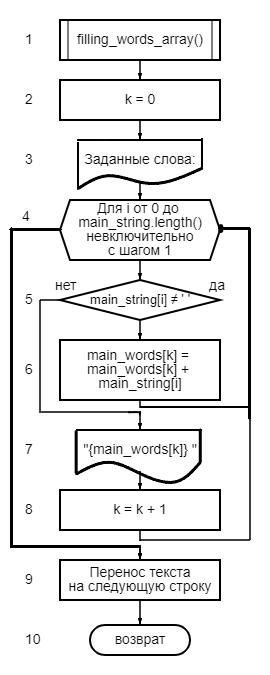 1 filling_words_array()
2 k = 0
3 Заданные слова:
4 Для i от 0 до
main_string.length()
невключительно
с шагом 1
нет да
5 main_string[i] ≠ ' '
6 main_words[k] =
main_words[k] +
main_string[i]
7 "{main_words[k]} "
8 k = k + 1
9 Перенос текста
на следующую строку
10 возврат